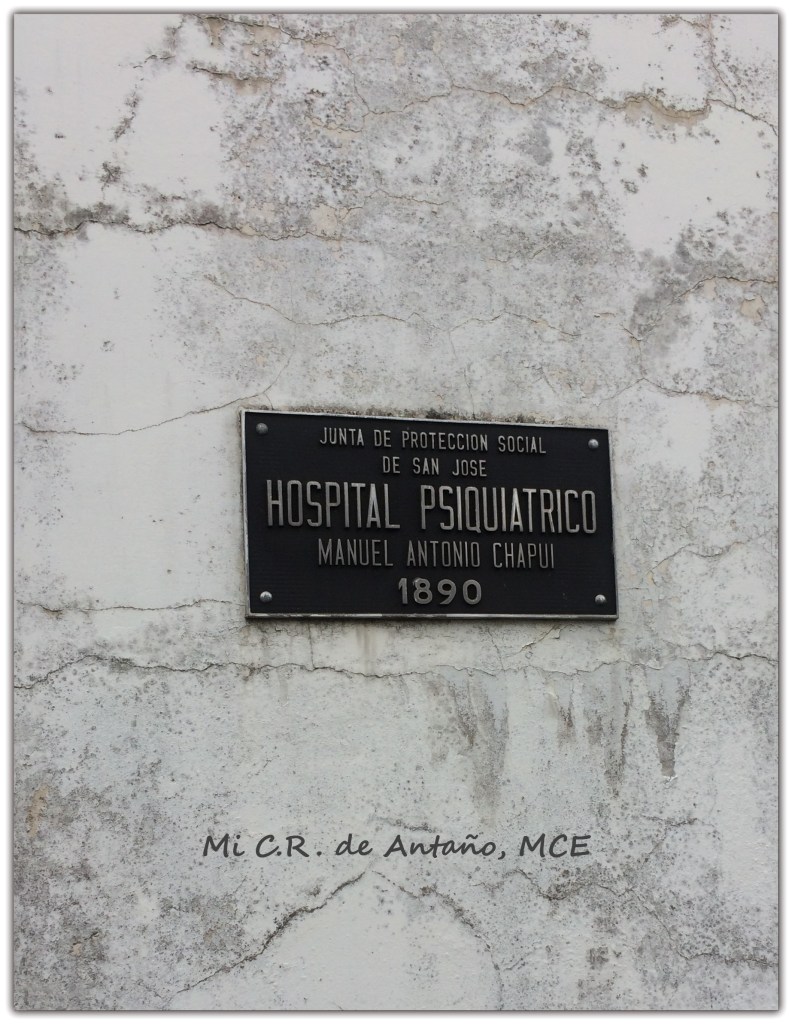 JUNTA DE PROTECCION SOCIAL
DE SAN JOSE
HOSPITAL PSIQUIATRICO
MANUEL ANTONIO CHAPUI
1890
Mi C.R. de Antaño, MCE